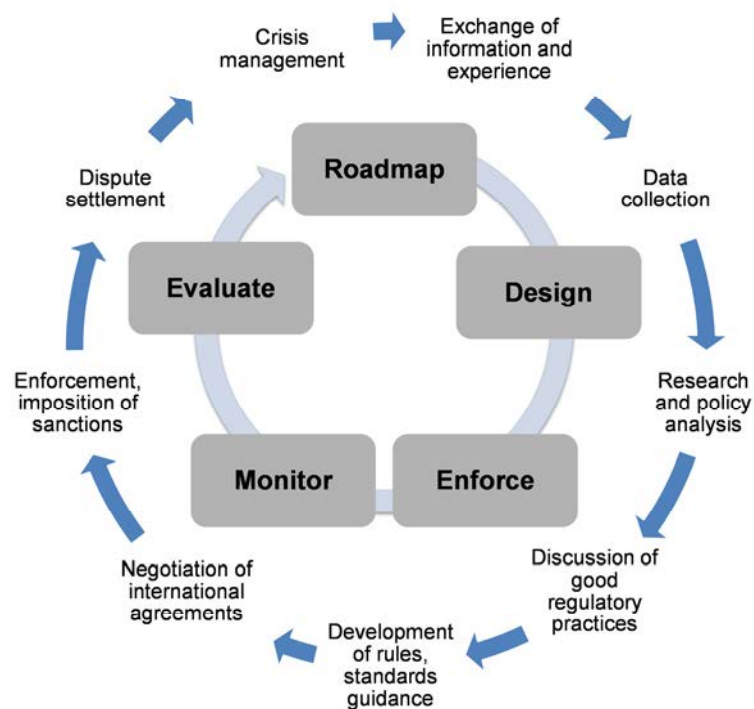 Crisis
management
Exchange of
information and
experience
Data
collection
Research
and policy
analysis
Discussion of
good
regulatory
practices
Development
of rules,
standards
guidance
Negotiation of
international
agreements
Enforcement,
imposition of
sanctions
Dispute
settlement
Roadmap
Design
Enforce
Monitor
Evaluate